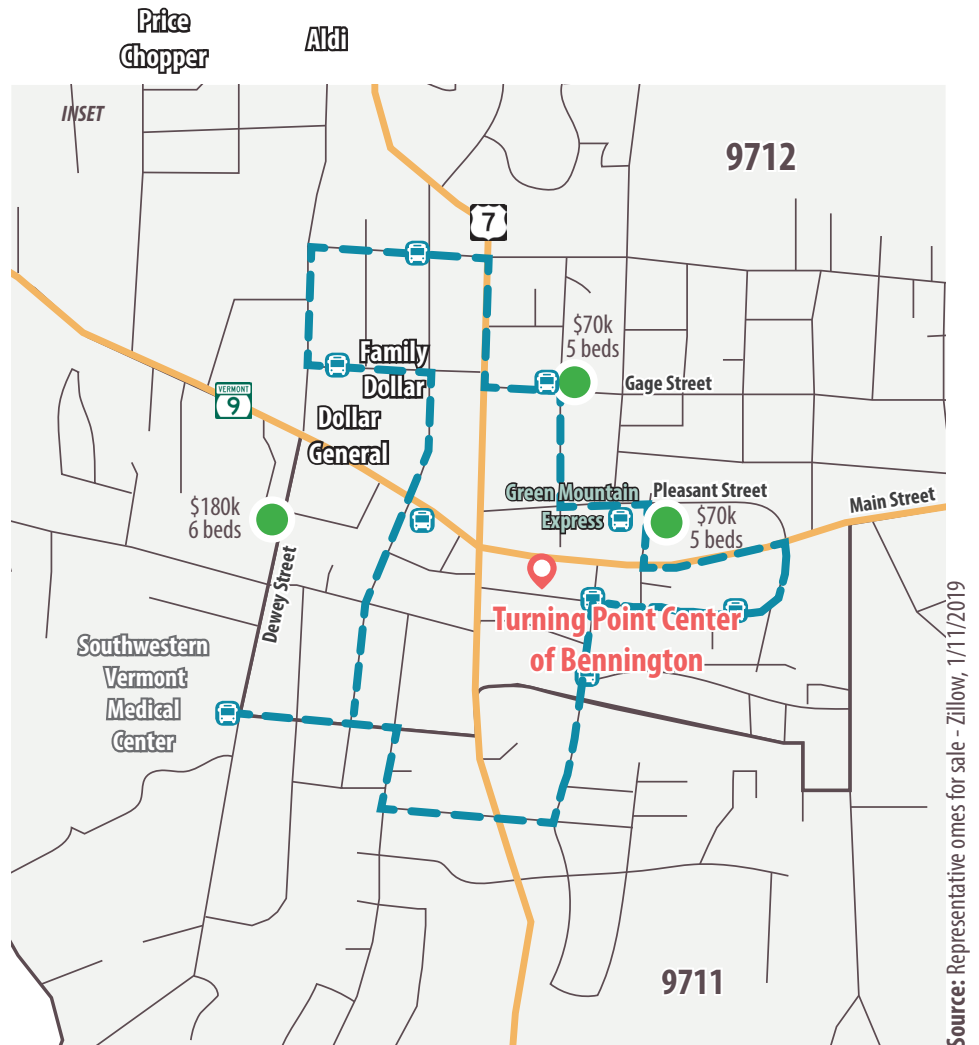 Price
Chopper
Aldi
INSET
9712
7
$70k
5 beds
Family
Dollar
Gage Street
VERMONT
9
Dollar
General
Green Mountain
Express
Pleasant Street
Main Street
$180k
6 beds
$70k
5 beds
Dewey Street
Turning Point Center
of Bennington
Southwestern
Vermont
Medical
Center
9711
Source: Representative omes for sale - Zillow, 1/11/2019